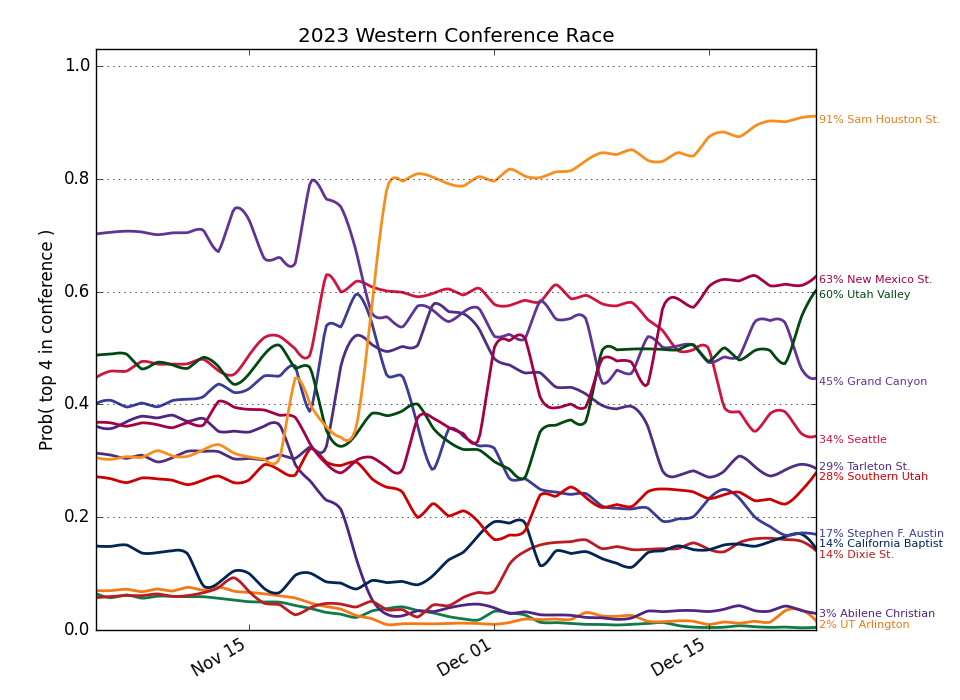 2023 Western Conference Race
Prob( top 4 in conference )
1.0
0.8
0.6
0.4
0.2
0.0
Nov 15
Dec 01
Dec 15
91% Sam Houston St.
63% New Mexico St.
60% Utah Valley
45% Grand Canyon
34% Seattle
29% Tarleton St.
28% Southern Utah
17% Stephen F. Austin
14% California Baptist
14% Dixie St.
3% Abilene Christian
2% UT Arlington